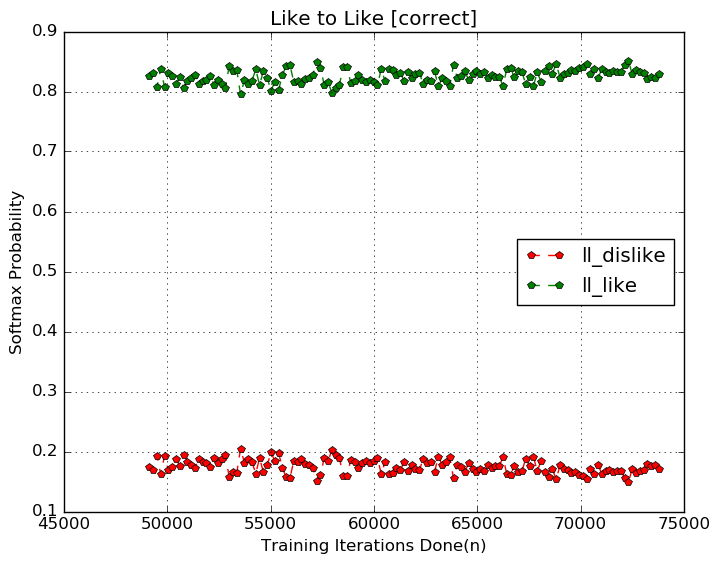 Like to Like [correct]
0.9
0.8
0.7
0.6
0.5
0.4
0.3
0.2
0.1
Softmax Probability
ll_dislike
ll_like
45000 50000 55000 60000 65000 70000 75000
Training Iterations Done(n)